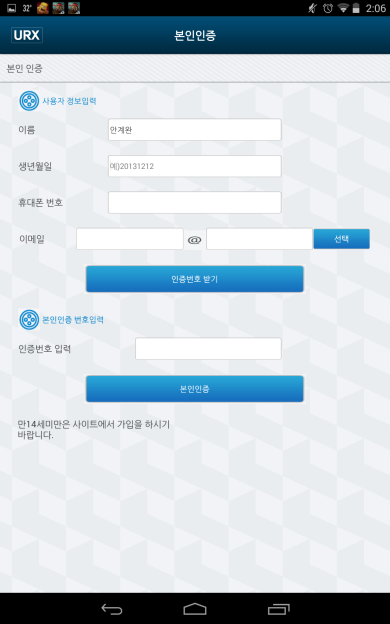 32°
2:06
URX
본인인증
본인 인증
사용자 정보입력
이름
안계완
생년월일
예)20131212
휴대폰 번호
이메일
@
선택
인증번호 받기
본인인증 번호입력
인증번호 입력
본인인증
만14세미만은 사이트에서 가입을 하시기
바랍니다.